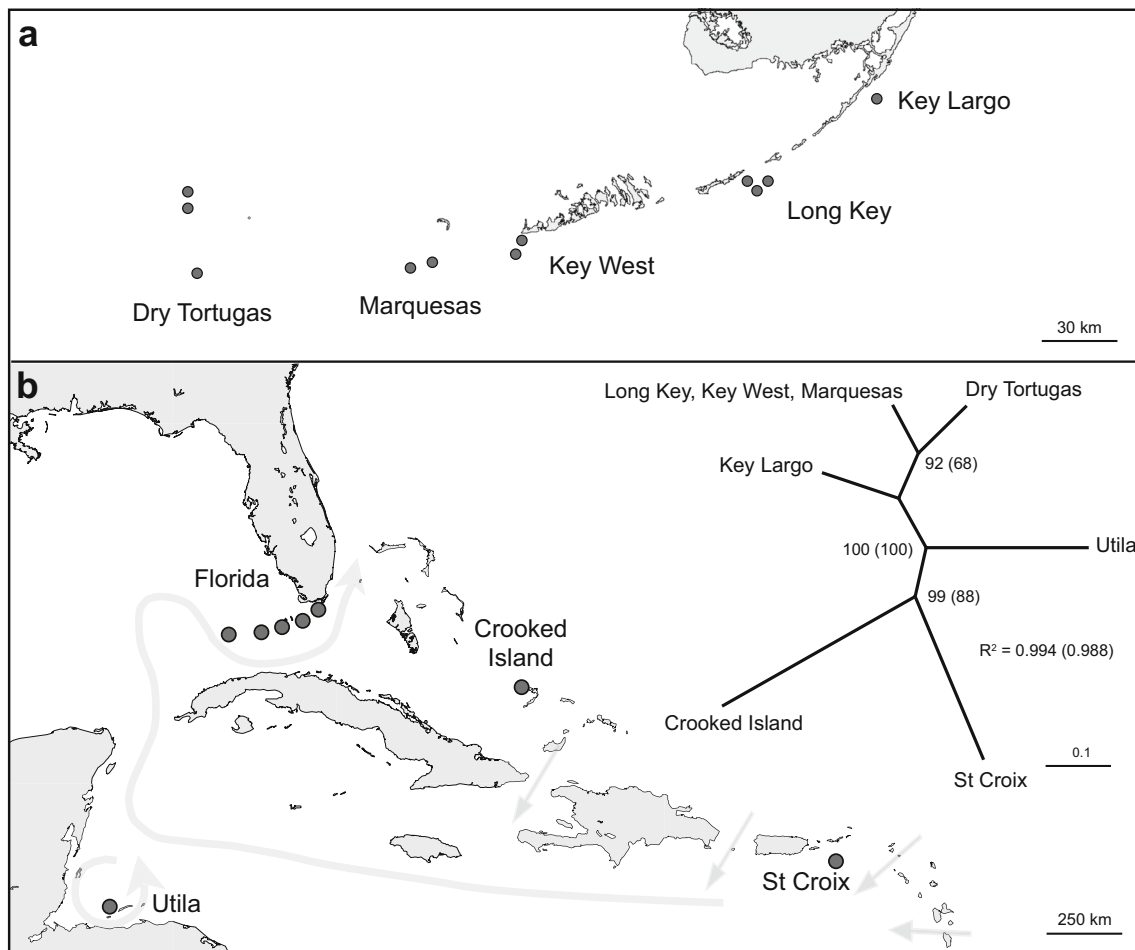 a
Key Largo
Long Key
Key West
Marquesas
Dry Tortugas
30 km
b
Long Key, Key West, Marquesas
Dry Tortugas
92 (68)
Key Largo
100 (100)
Utila
99 (88)
R² = 0.994 (0.988)
Crooked Island
St Croix
0.1
Florida
Crooked
Island
St Croix
Utila
250 km